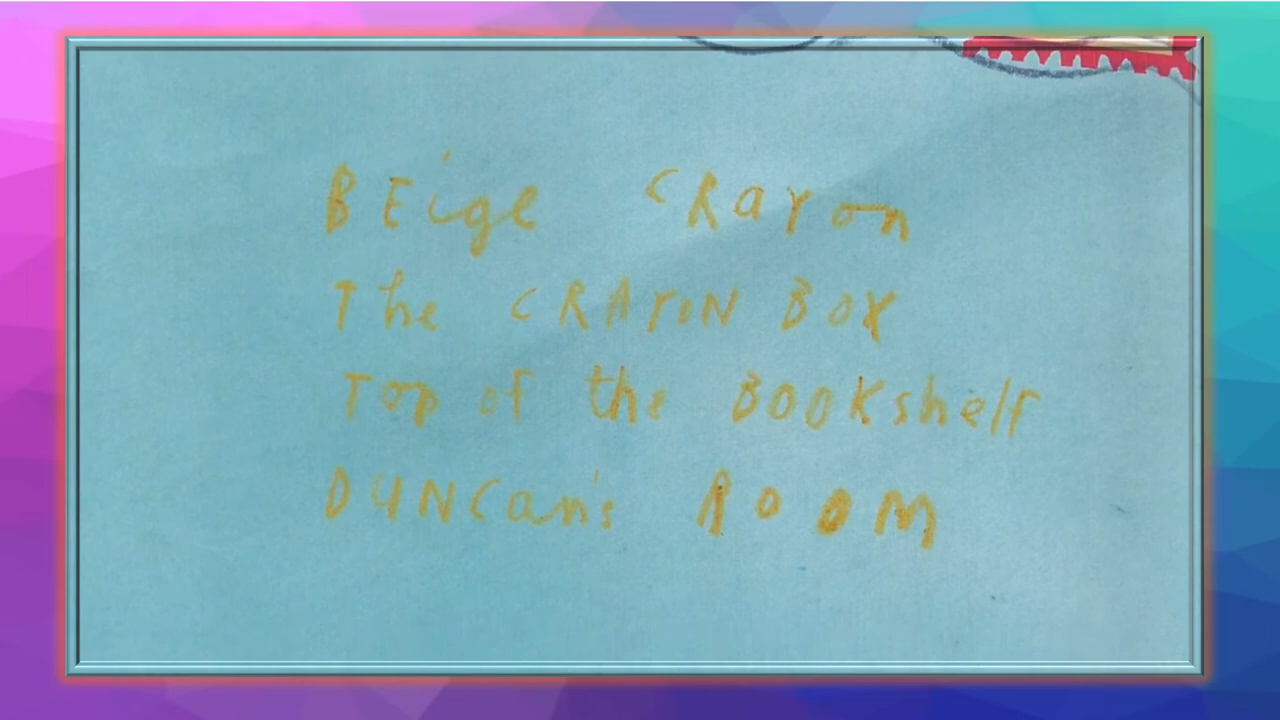 BEige CRayon
The CRAYON BOX
Top of the BOOKshelf
DUNCan's ROOM